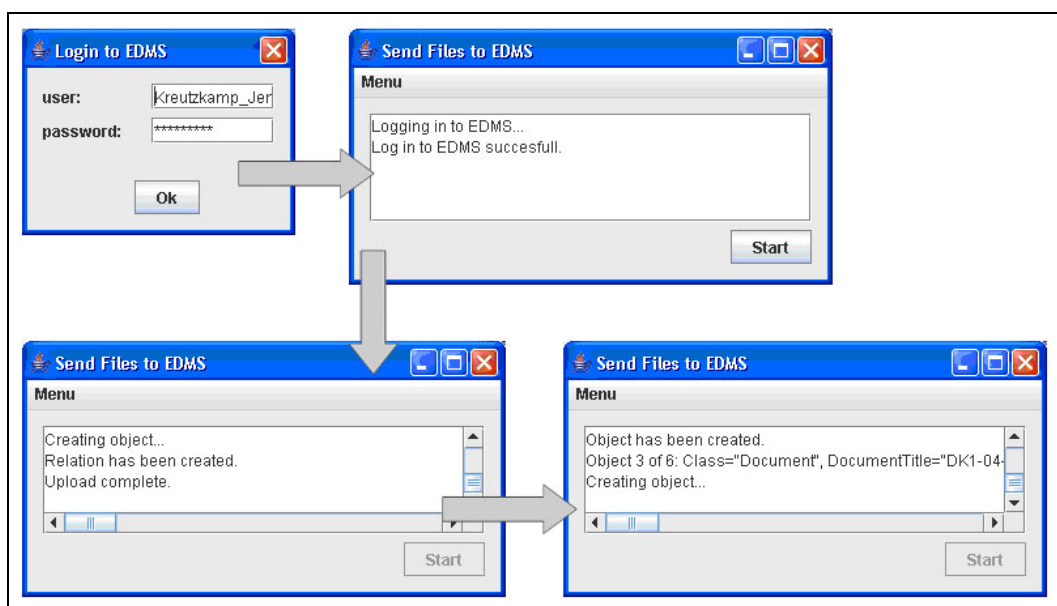 Login to EDMS
user: Kreutzkamp_Jer
password: *********
Ok
Send Files to EDMS
Menu
Logging in to EDMS...
Log in to EDMS succesfull.
Start
Send Files to EDMS
Menu
Creating object...
Relation has been created.
Upload complete.
Start
Send Files to EDMS
Menu
Object has been created.
Object 3 of 6: Class="Document", DocumentTitle="DK1-04-
Creating object...
Start